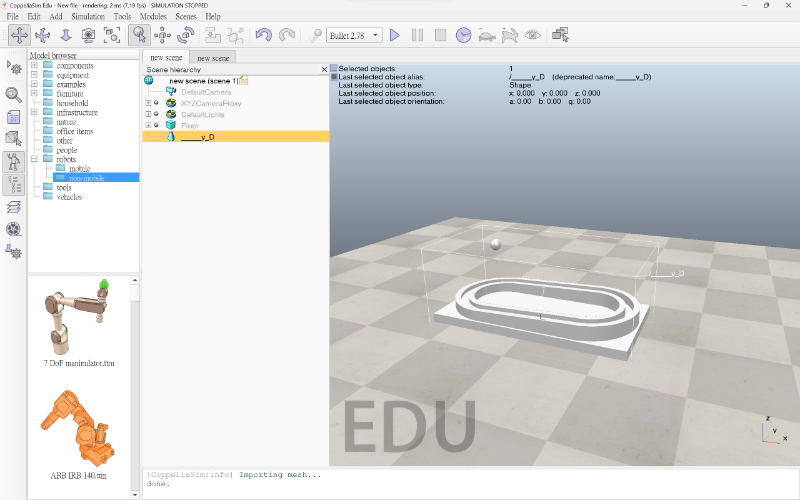 CoppeliaSim Edu - New file - rendering: 2 ms (7.19 fps) - SIMULATION STOPPED
File Edit Add Simulation Tools Modules Scenes Help
Bullet 2.78
new scene
new scene
Model browser
components
equipment
examples
furniture
household
infrastructure
nature
office items
other
people
robots
mobile
non-mobile
tools
vehicles
7 DoF manipulator.ttm
ABB IRB 140.ttm
Scene hierarchy
new scene (scene 1)
DefaultCamera
XYZCameraProxy
DefaultLights
Floor
_____y_D
Selected objects: 1
Last selected object alias: /_____y_D (deprecated name:_____y_D)
Last selected object type: Shape
Last selected object position: x: 0.000 y: 0.000 z: 0.000
Last selected object orientation: a: 0.00 b: 0.00 g: 0.00
/_____y_D
EDU
z
y
x
[CoppeliaSim:info] Importing mesh...
done.